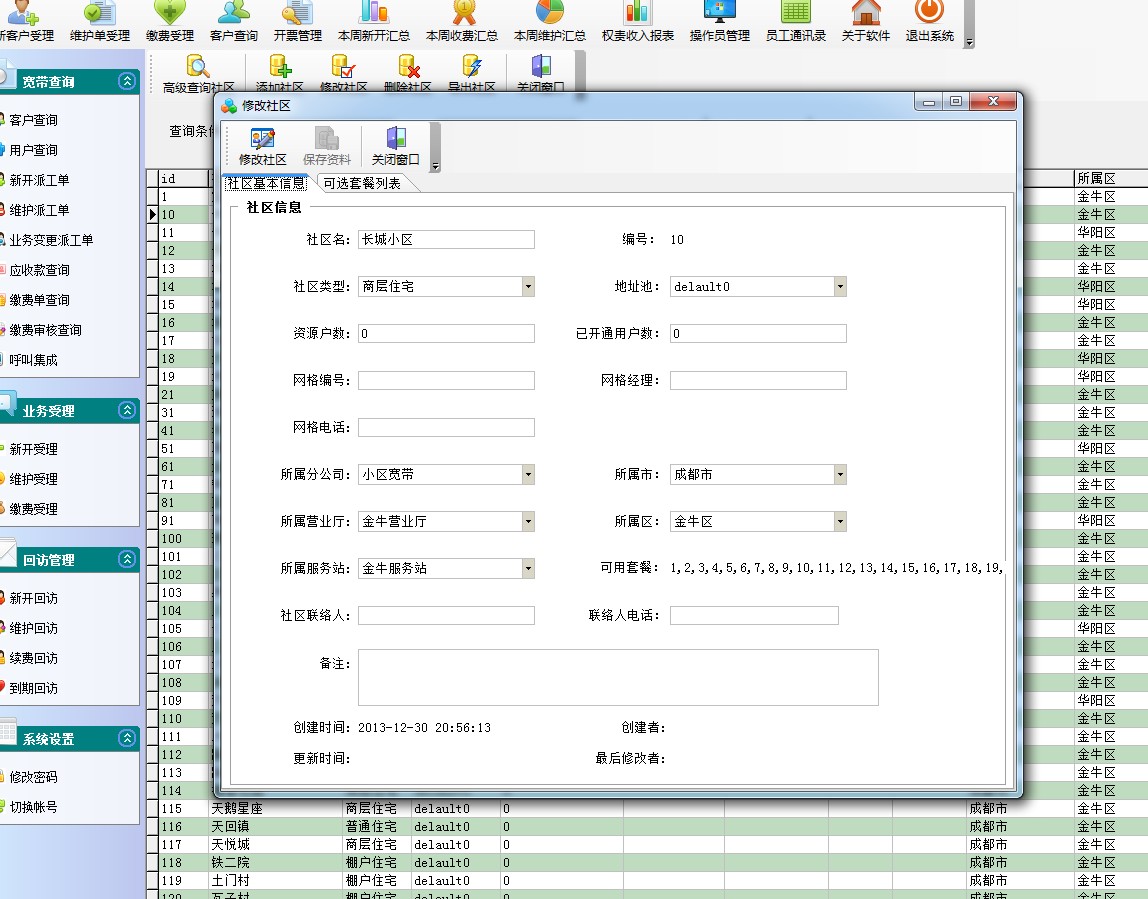 新客户受理 维护单受理 缴费受理 客户查询 开票管理 本周新开汇总 本周收费汇总 本周维护汇总 权责收入报表 操作员管理 员工通讯录 关于软件 退出系统
高级查询社区 添加社区 修改社区 删除社区 导出社区 关闭窗口
宽带查询
客户查询
用户查询
新开派工单
维护派工单
业务变更派工单
应收款查询
缴费单查询
缴费审核查询
呼叫集成
业务受理
新开受理
维护受理
缴费受理
回访管理
新开回访
维护回访
续费回访
到期回访
系统设置
修改密码
切换帐号
查询条件
修改社区
修改社区 保存资料 关闭窗口
社区基本信息 可选套餐列表
社区信息
社区名: 长城小区 编号: 10
社区类型: 商层住宅 地址池: delault0
资源户数: 0 已开通用户数: 0
网格编号: 网格经理:
网格电话:
所属分公司: 小区宽带 所属市: 成都市
所属营业厅: 金牛营业厅 所属区: 金牛区
所属服务站: 金牛服务站 可用套餐: 1,2,3,4,5,6,7,8,9,10,11,12,13,14,15,16,17,18,19,
社区联络人: 联络人电话:
备注:
创建时间: 2013-12-30 20:56:13 创建者:
更新时间: 最后修改者:
id 所属区
1 金牛区
10 金牛区
11 华阳区
12 金牛区
13 金牛区
14 华阳区
15 华阳区
16 金牛区
17 金牛区
18 华阳区
19 华阳区
21 金牛区
31 金牛区
41 金牛区
51 华阳区
61 金牛区
71 金牛区
81 金牛区
91 华阳区
100 金牛区
101 金牛区
102 金牛区
103 金牛区
104 金牛区
105 华阳区
106 金牛区
107 金牛区
108 金牛区
109 华阳区
110 金牛区
111 金牛区
112 金牛区
113 金牛区
114 金牛区
115 天鹅星座 商层住宅 delault0 0 成都市 金牛区
116 天回镇 普通住宅 delault0 0 成都市 金牛区
117 天悦城 商层住宅 delault0 0 成都市 金牛区
118 铁二院 棚户住宅 delault0 0 成都市 金牛区
119 土门村 棚户住宅 delault0 0 成都市 金牛区
120 瓦子村 棚户住宅 delault0 0 成都市 金牛区